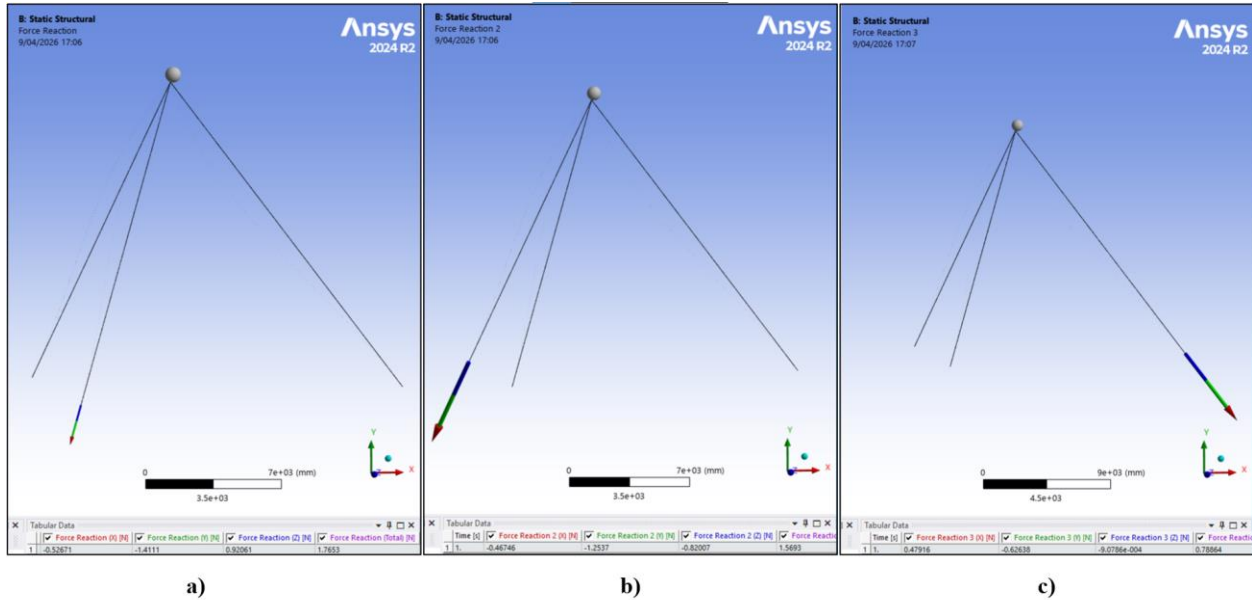 B: Static Structural
Force Reaction
9/04/2026 17:06
Ansys
2024 R2
Y
X
Z
0
7e+03 (mm)
3.5e+03
Tabular Data
Force Reaction (X) [N] Force Reaction (Y) [N] Force Reaction (Z) [N] Force Reaction (Total) [N]
1 -0.52671 -1.4111 0.92061 1.7653
a)
B: Static Structural
Force Reaction 2
9/04/2026 17:06
Ansys
2024 R2
Y
X
Z
0
7e+03 (mm)
3.5e+03
Tabular Data
Time [s] Force Reaction 2 (X) [N] Force Reaction 2 (Y) [N] Force Reaction 2 (Z) [N] Force Reactio
1 1. -0.46746 -1.2537 -0.82007 1.5693
b)
B: Static Structural
Force Reaction 3
9/04/2026 17:07
Ansys
2024 R2
Y
X
Z
0
9e+03 (mm)
4.5e+03
Tabular Data
Time [s] Force Reaction 3 (X) [N] Force Reaction 3 (Y) [N] Force Reaction 3 (Z) [N] Force Reactio
1 1. 0.47916 -0.62638 -9.0786e-004 0.78864
c)